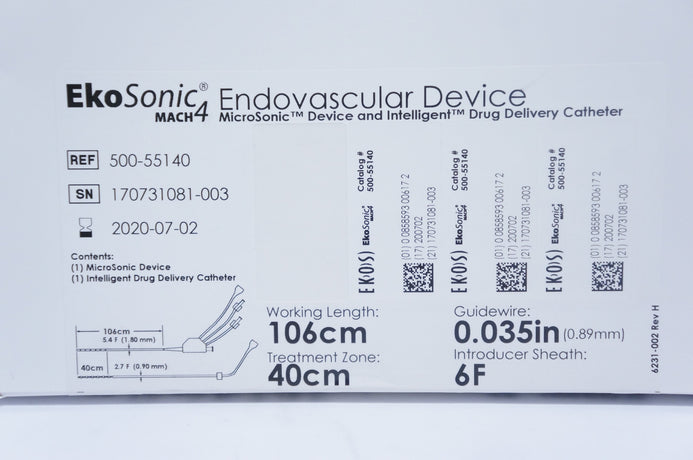 EkoSonic® MACH4 Endovascular Device
MicroSonic™ Device and Intelligent™ Drug Delivery Catheter
REF 500-55140
SN 170731081-003
2020-07-02
Contents:
(1) MicroSonic Device
(1) Intelligent Drug Delivery Catheter
106cm
5.4 F (1.80 mm)
40cm
2.7 F (0.90 mm)
Working Length:
106cm
Treatment Zone:
40cm
Guidewire:
0.035in (0.89mm)
Introducer Sheath:
6F
EKOS EkoSonic® MACH4 Catalog # 500-55140
(01) 0 0858593 00617 2
(17) 200702
(21) 170731081-003
EKOS EkoSonic® MACH4 Catalog # 500-55140
(01) 0 0858593 00617 2
(17) 200702
(21) 170731081-003
EKOS EkoSonic® MACH4 Catalog # 500-55140
(01) 0 0858593 00617 2
(17) 200702
(21) 170731081-003
6231-002 Rev H